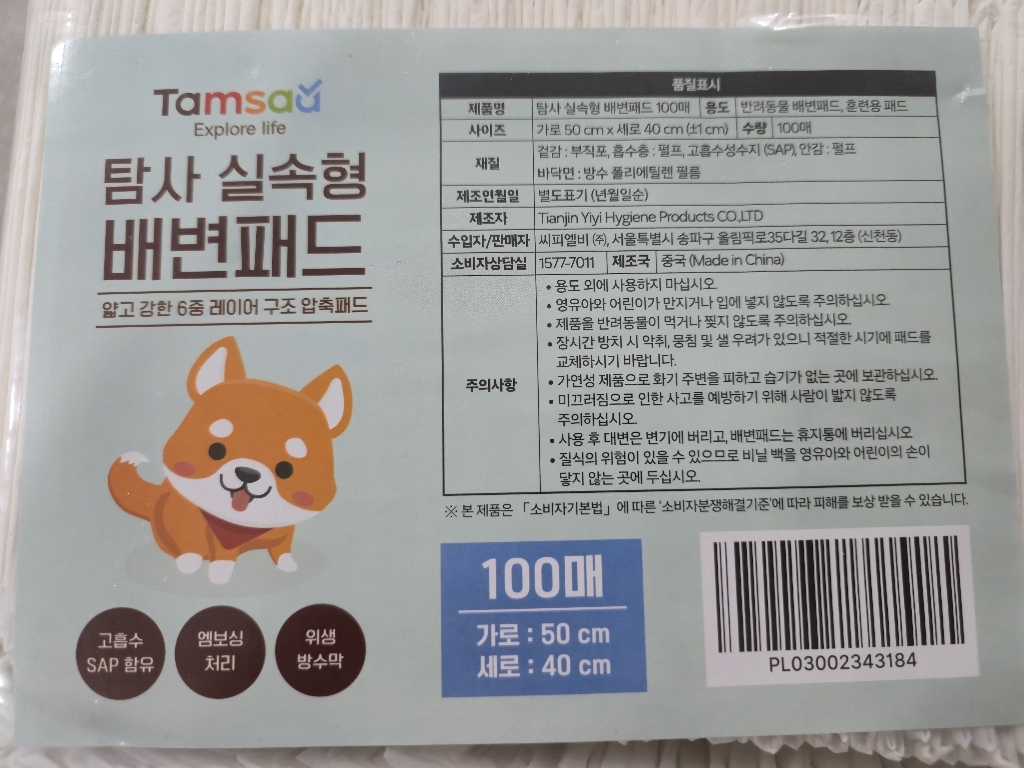 Tamsaa
Explore life
탐사 실속형
배변패드
얇고 강한 6중 레이어 구조 압축패드
고흡수
SAP 함유
엠보싱
처리
위생
방수막
품질표시
제품명 탐사 실속형 배변패드 100매 용도 반려동물 배변패드, 훈련용 패드
사이즈 가로 50 cm x 세로 40 cm (±1 cm) 수량 100매
재질 겉감 : 부직포, 흡수층 : 펄프, 고흡수성수지 (SAP), 안감 : 펄프
바닥면 : 방수 폴리에틸렌 필름
제조연월일 별도표기 (년월일순)
제조자 Tianjin Yiyi Hygiene Products CO.,LTD
수입자/판매자 씨피엘비 ㈜, 서울특별시 송파구 올림픽로35다길 32, 12층 (신천동)
소비자상담실 1577-7011 제조국 중국 (Made in China)
주의사항
• 용도 외에 사용하지 마십시오.
• 영유아와 어린이가 만지거나 입에 넣지 않도록 주의하십시오.
• 제품을 반려동물이 먹거나 찢지 않도록 주의하십시오.
• 장시간 방치 시 악취, 뭉침 및 샐 우려가 있으니 적절한 시기에 패드를
교체하시기 바랍니다.
• 가연성 제품으로 화기 주변을 피하고 습기가 없는 곳에 보관하십시오.
• 미끄러짐으로 인한 사고를 예방하기 위해 사람이 밟지 않도록
주의하십시오.
• 사용 후 대변은 변기에 버리고, 배변패드는 휴지통에 버리십시오
• 질식의 위험이 있을 수 있으므로 비닐 백을 영유아와 어린이의 손이
닿지 않는 곳에 두십시오.
※ 본 제품은 「소비자기본법」에 따른 '소비자분쟁해결기준'에 따라 피해를 보상 받을 수 있습니다.
100매
가로 : 50 cm
세로 : 40 cm
PL03002343184